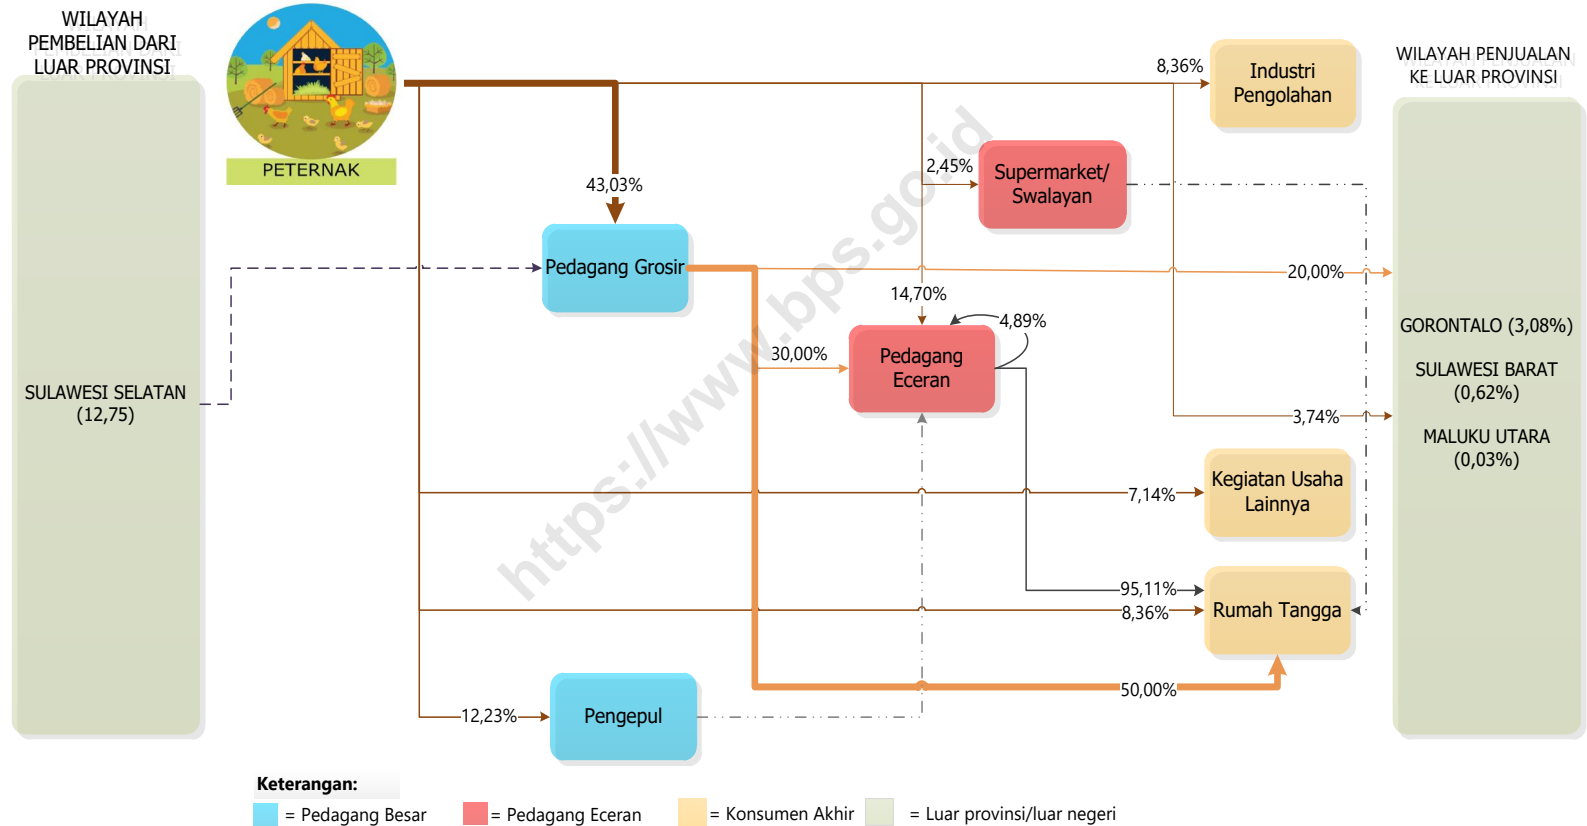 WILAYAH
PEMBELIAN DARI
LUAR PROVINSI
SULAWESI SELATAN
(12,75)
PETERNAK
43,03%
Pedagang Grosir
8,36%
Industri
Pengolahan
2,45%
Supermarket/
Swalayan
20,00%
14,70%
4,89%
30,00%
Pedagang
Eceran
3,74%
7,14%
Kegiatan Usaha
Lainnya
95,11%
8,36%
Rumah Tangga
50,00%
12,23%
Pengepul
WILAYAH PENJUALAN
KE LUAR PROVINSI
GORONTALO (3,08%)
SULAWESI BARAT
(0,62%)
MALUKU UTARA
(0,03%)
https://www.bps.go.id
Keterangan:
= Pedagang Besar
= Pedagang Eceran
= Konsumen Akhir
= Luar provinsi/luar negeri